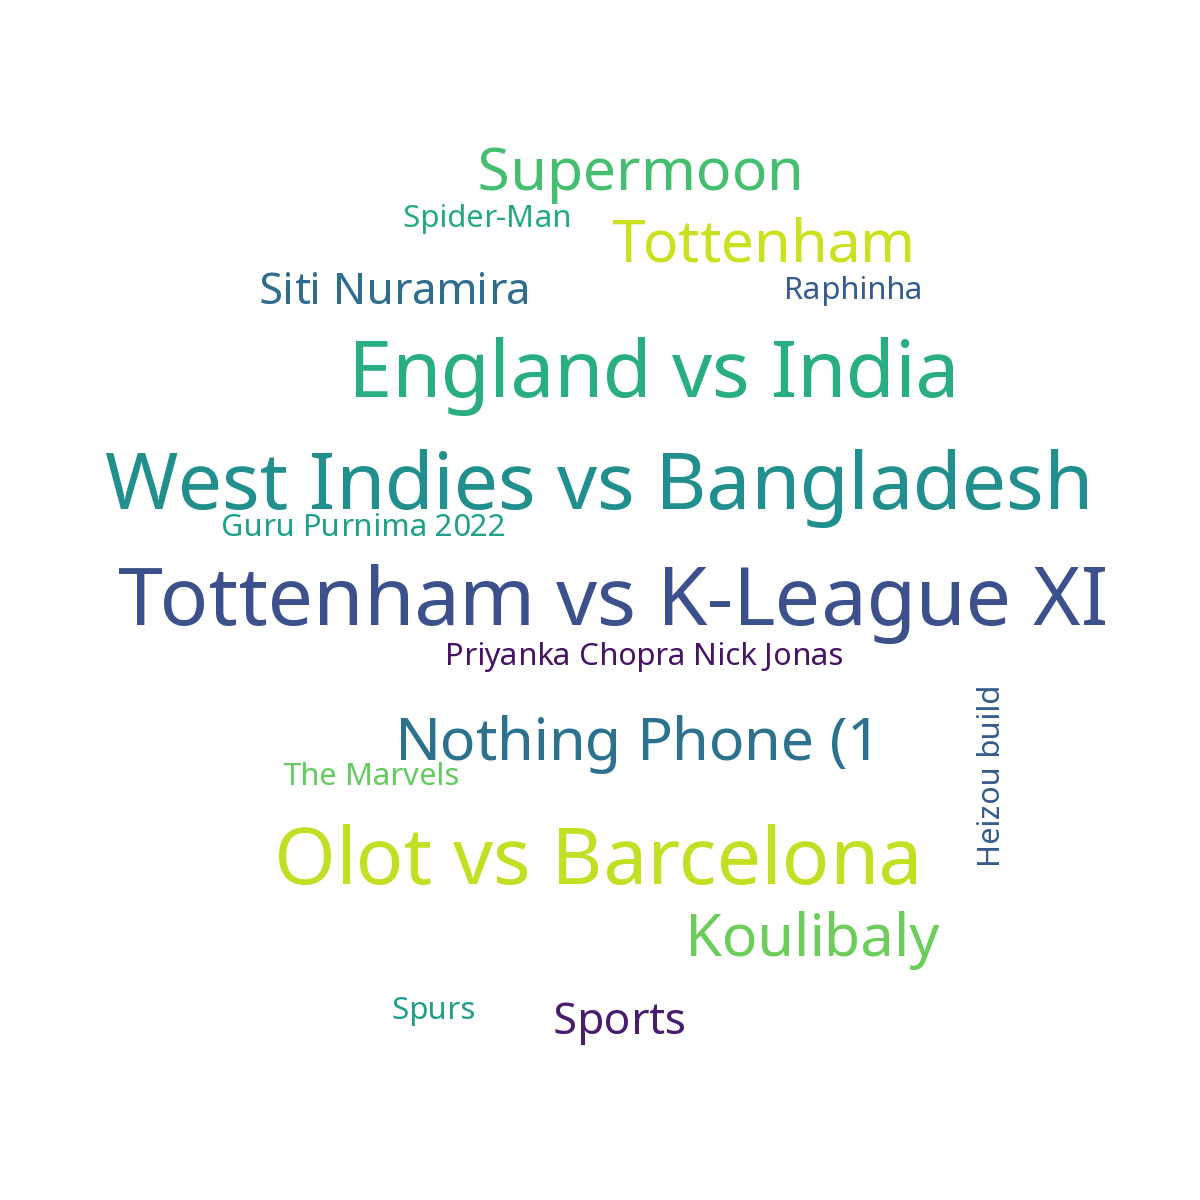 Supermoon
Spider-Man
Tottenham
Siti Nuramira
Raphinha
England vs India
West Indies vs Bangladesh
Guru Purnima 2022
Tottenham vs K-League XI
Priyanka Chopra Nick Jonas
Heizou build
Nothing Phone (1
The Marvels
Olot vs Barcelona
Koulibaly
Spurs
Sports